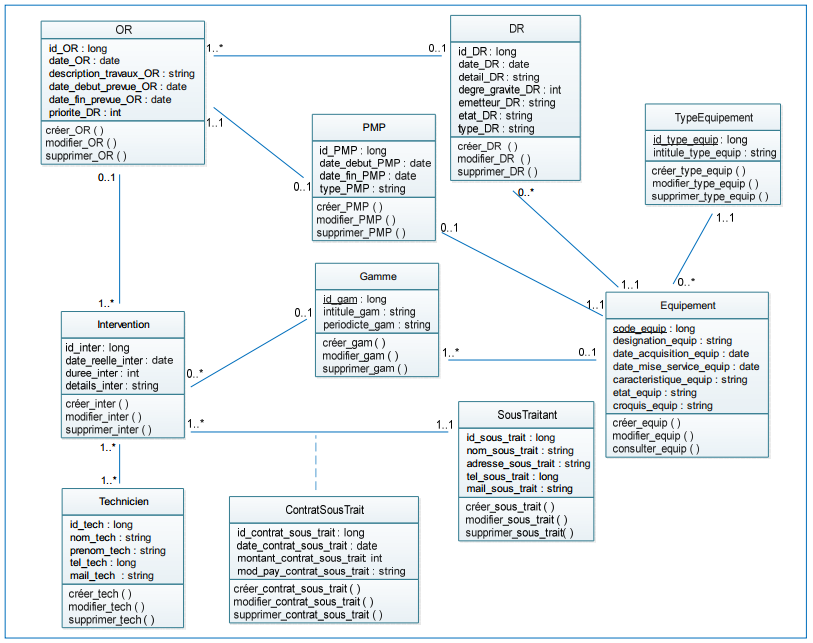 OR
id_OR : long
date_OR : date
description_travaux_OR : string
date_debut_prevue_OR : date
date_fin_prevue_OR : date
priorite_DR : int
créer_OR ( )
modifier_OR ( )
supprimer_OR ( )
1..*
0..1
DR
id_DR : long
date_DR : date
detail_DR : string
degre_gravite_DR : int
emetteur_DR : string
etat_DR : string
type_DR : string
créer_DR ( )
modifier_DR ( )
supprimer_DR ( )
1..1
0..1
PMP
id_PMP : long
date_debut_PMP : date
date_fin_PMP : date
type_PMP : string
créer_PMP ( )
modifier_PMP ( )
supprimer_PMP ( )
TypeEquipement
id_type_equip : long
intitule_type_equip : string
créer_type_equip ( )
modifier_type_equip ( )
supprimer_type_equip ( )
0..1
1..*
0..*
1..1
0..1
1..1
1..1
0..*
Gamme
id_gam : long
intitule_gam : string
periodicte_gam : string
créer_gam ( )
modifier_gam ( )
supprimer_gam ( )
0..1
0..*
1..*
0..1
Equipement
code_equip : long
designation_equip : string
date_acquisition_equip : date
date_mise_service_equip : date
caracteristique_equip : string
etat_equip : string
croquis_equip : string
créer_equip ( )
modifier_equip ( )
consulter_equip ( )
Intervention
id_inter : long
date_reelle_inter : date
duree_inter : int
details_inter : string
créer_inter ( )
modifier_inter ( )
supprimer_inter ( )
1..*
1..1
1..*
1..*
SousTraitant
id_sous_trait : long
nom_sous_trait : string
adresse_sous_trait : string
tel_sous_trait : long
mail_sous_trait : string
créer_sous_trait ( )
modifier_sous_trait ( )
supprimer_sous_trait( )
Technicien
id_tech : long
nom_tech : string
prenom_tech : string
tel_tech : long
mail_tech : string
créer_tech ( )
modifier_tech ( )
supprimer_tech ( )
ContratSousTrait
id_contrat_sous_trait : long
date_contrat_sous_trait : date
montant_contrat_sous_trait: int
mod_pay_contrat_sous_trait : string
créer_contrat_sous_trait ( )
modifier_contrat_sous_trait ( )
supprimer_contrat_sous_trait ( )